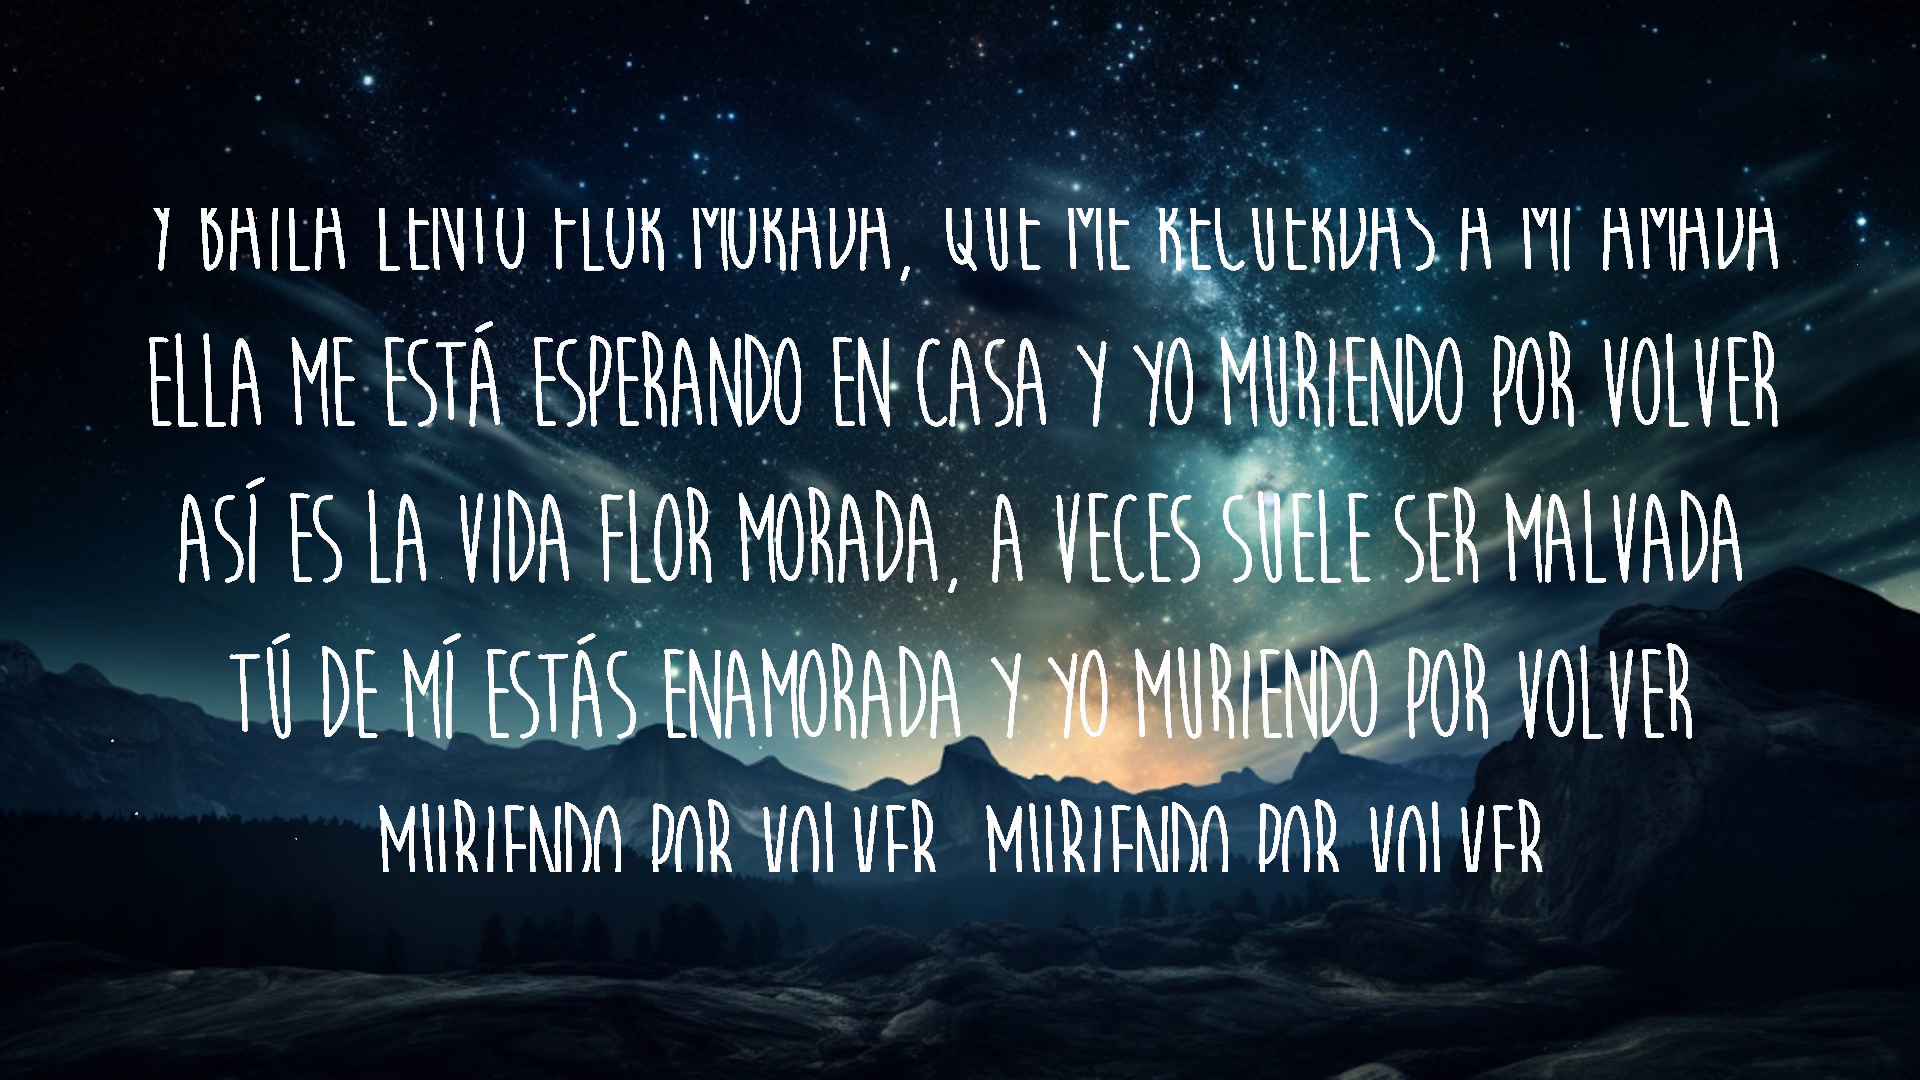 Y BAILA LENTO FLOR MORADA, QUE ME RECUERDAS A MI AMADA
ELLA ME ESTÁ ESPERANDO EN CASA Y YO MURIENDO POR VOLVER
ASÍ ES LA VIDA FLOR MORADA, A VECES SUELE SER MALVADA
TÚ DE MÍ ESTÁS ENAMORADA Y YO MURIENDO POR VOLVER
MURIENDO POR VOLVER MURIENDO POR VOLVER